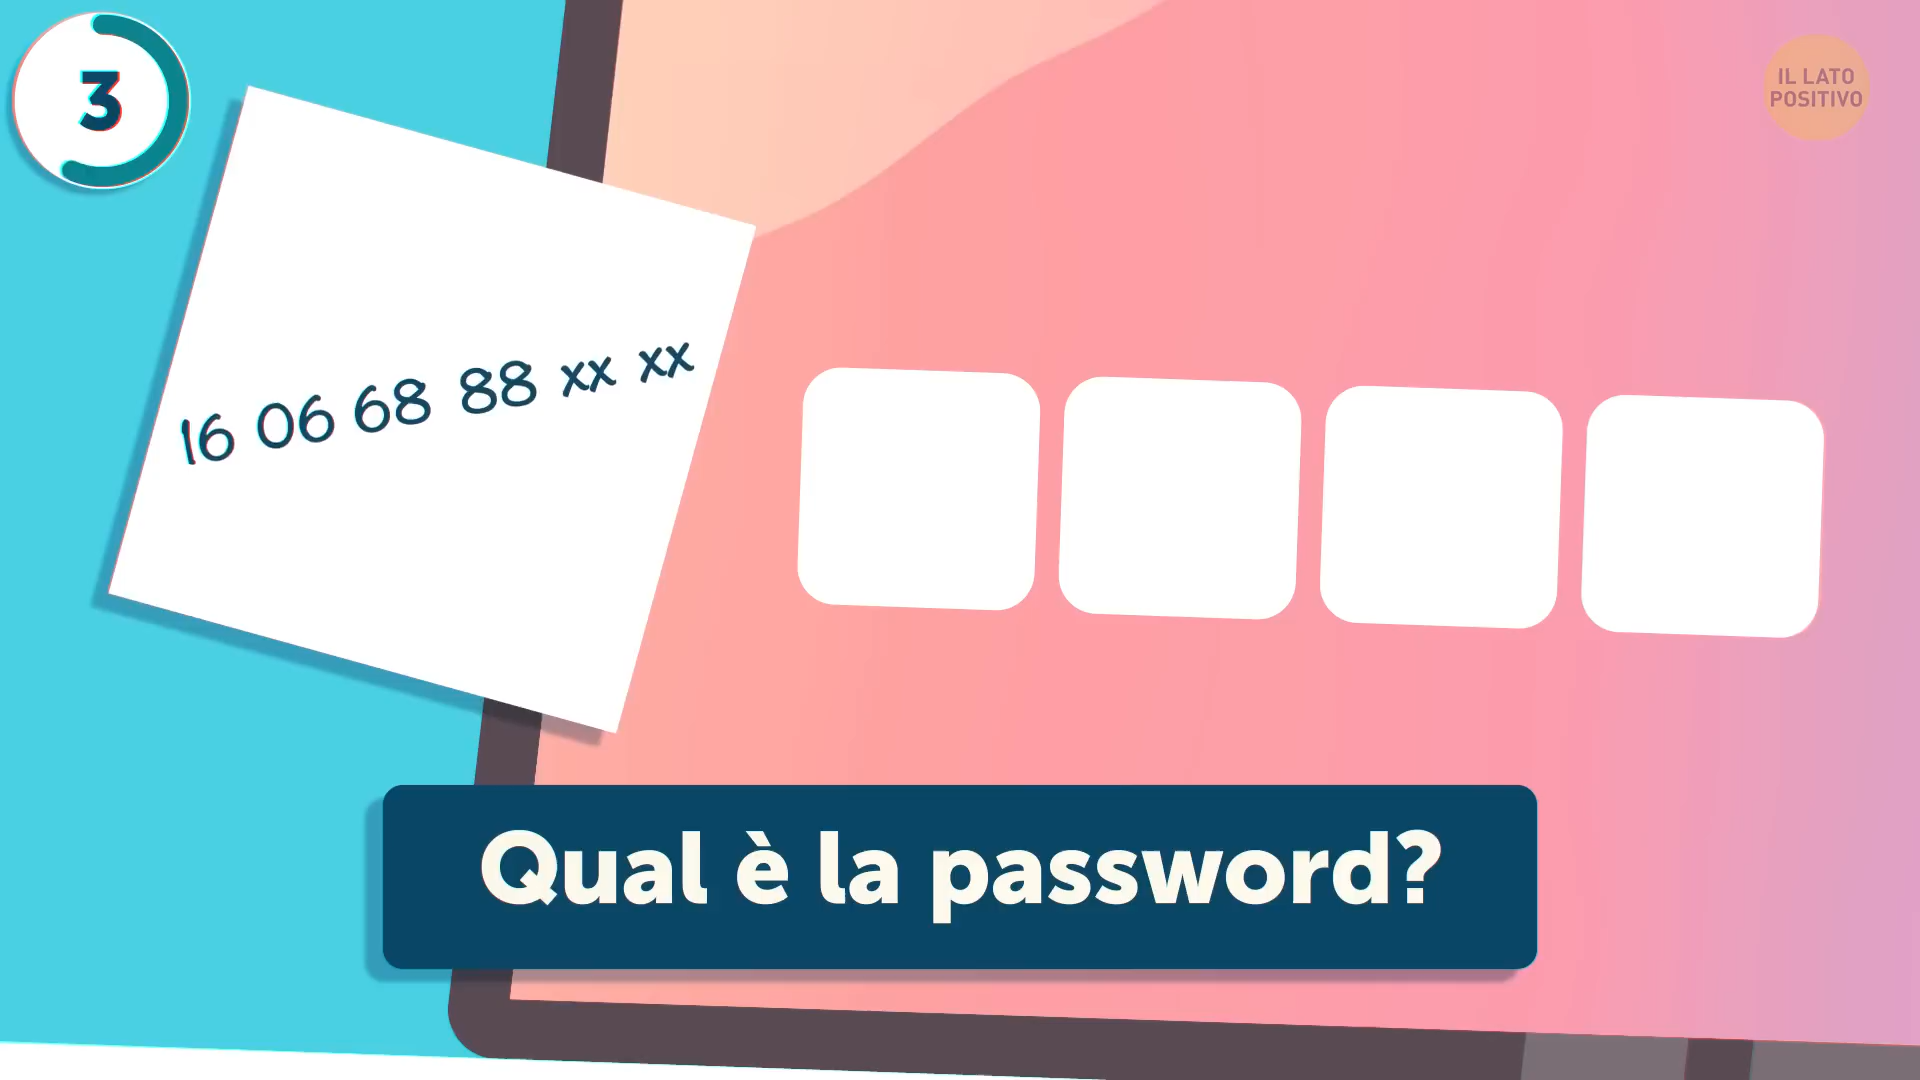 3
IL LATO
POSITIVO
16 06 68 88 xx xx
Qual è la password?